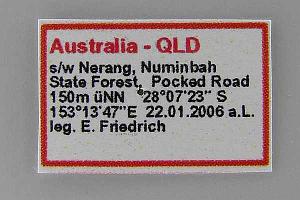 Australia - QLD
s/w Nerang, Numinbah
State Forest, Pocked Road
150m üNN 28°07'23" S
153°13'47"E 22.01.2006 a.L.
leg. E. Friedrich